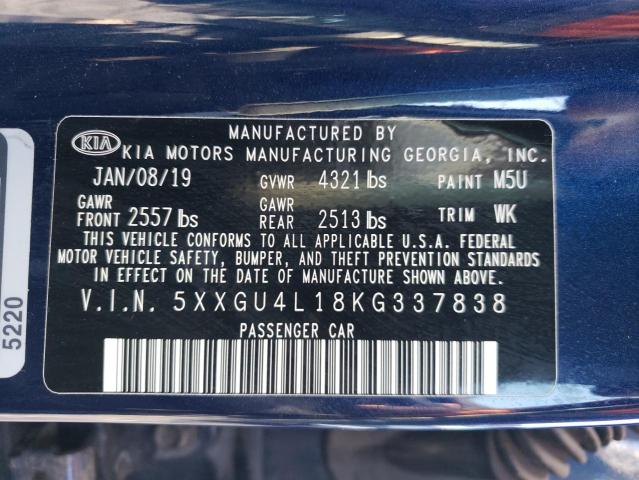 MANUFACTURED BY
KIA KIA MOTORS MANUFACTURING GEORGIA, INC.
JAN/08/19 GVWR 4321 lbs PAINT M5U
GAWR FRONT 2557 lbs GAWR REAR 2513 lbs TRIM WK
THIS VEHICLE CONFORMS TO ALL APPLICABLE U.S.A. FEDERAL
MOTOR VEHICLE SAFETY, BUMPER, AND THEFT PREVENTION STANDARDS
IN EFFECT ON THE DATE OF MANUFACTURE SHOWN ABOVE.
V.I.N. 5XXGU4L18KG337838
PASSENGER CAR
5220